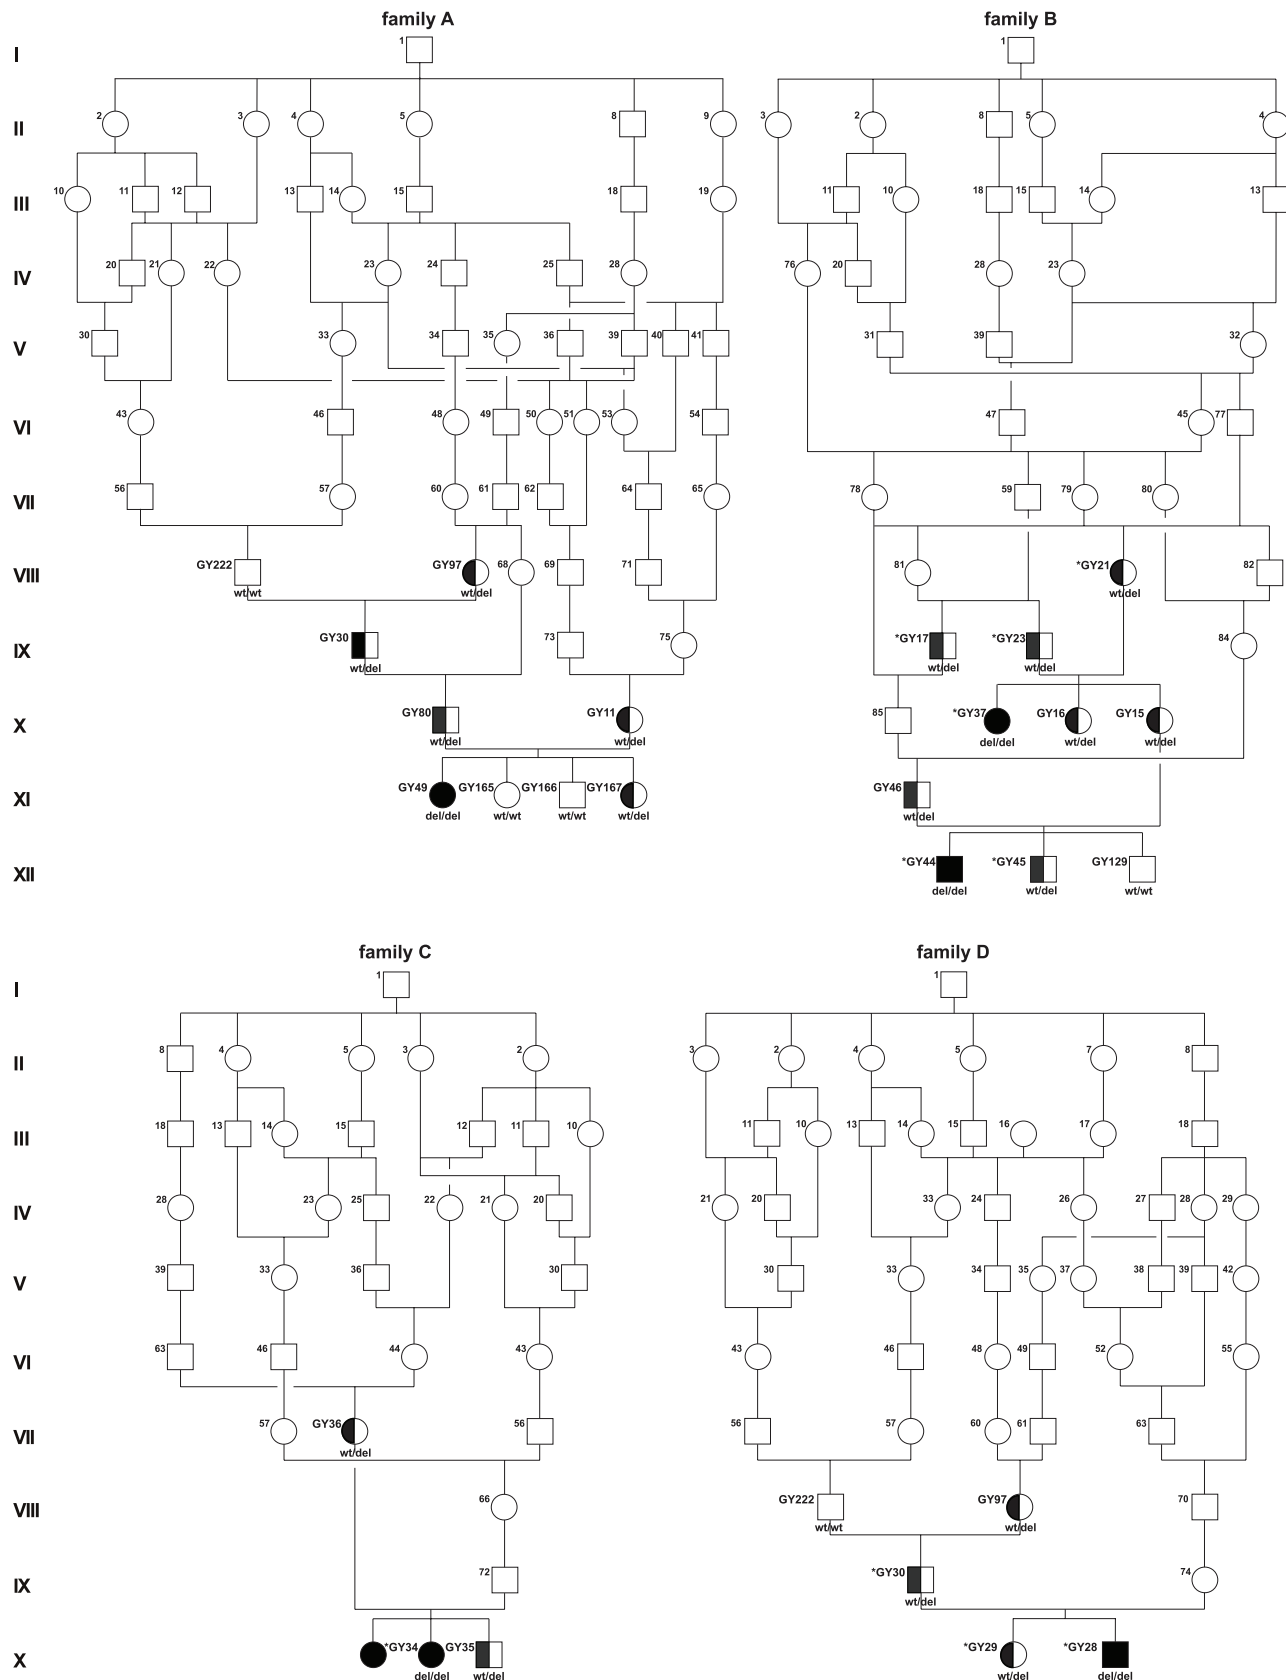 family A family B
I 1 1
II 2 3 4 5 8 9 3 2 8 5 4
III 10 11 12 13 14 15 18 19 11 10 18 15 14 13
IV 20 21 22 23 24 25 28 76 20 28 23
V 30 33 34 35 36 39 40 41 31 39 32
VI 43 46 48 49 50 51 53 54 47 45 77
VII 56 57 60 61 62 64 65 78 59 79 80
VIII GY222 GY97 68 69 71 81 *GY21 82
wt/wt wt/del wt/del
IX GY30 73 75 *GY17 *GY23 84
wt/del wt/del wt/del
X GY80 GY11 85 *GY37 GY16 GY15
wt/del wt/del del/del wt/del wt/del
XI GY49 GY165 GY166 GY167 GY46
del/del wt/wt wt/wt wt/del wt/del
XII *GY44 *GY45 GY129
del/del wt/del wt/wt
family C family D
I 1 1
II 8 4 5 3 2 3 2 4 5 7 8
III 18 13 14 15 12 11 10 11 10 13 14 15 16 17 18
IV 28 23 25 22 21 20 21 20 33 24 26 27 28 29
V 39 33 36 30 30 33 34 35 37 38 39 42
VI 63 46 44 43 43 46 48 49 52 55
VII 57 GY36 56 56 57 60 61 63
wt/del
VIII 66 GY222 GY97 70
wt/wt wt/del
IX 72 *GY30 74
wt/del
X *GY34 GY35 *GY29 *GY28
del/del wt/del wt/del del/del